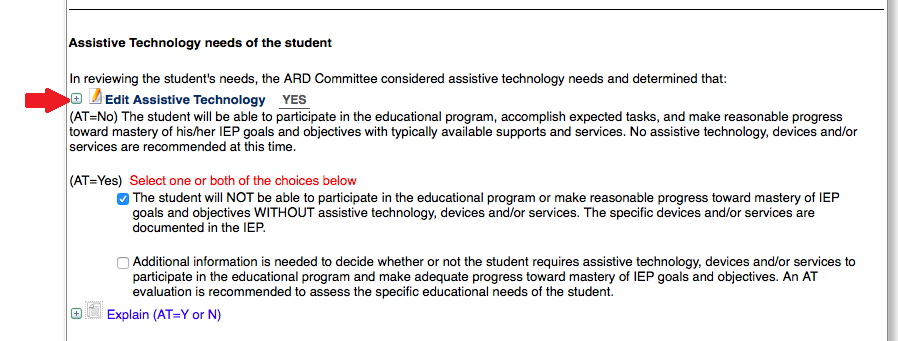 Assistive Technology needs of the student
In reviewing the student's needs, the ARD Committee considered assistive technology needs and determined that:
Edit Assistive Technology YES
(AT=No) The student will be able to participate in the educational program, accomplish expected tasks, and make reasonable progress
toward mastery of his/her IEP goals and objectives with typically available supports and services. No assistive technology, devices and/or
services are recommended at this time.
(AT=Yes) Select one or both of the choices below
The student will NOT be able to participate in the educational program or make reasonable progress toward mastery of IEP
goals and objectives WITHOUT assistive technology, devices and/or services. The specific devices and/or services are
documented in the IEP.
Additional information is needed to decide whether or not the student requires assistive technology, devices and/or services to
participate in the educational program and make adequate progress toward mastery of IEP goals and objectives. An AT
evaluation is recommended to assess the specific educational needs of the student.
Explain (AT=Y or N)